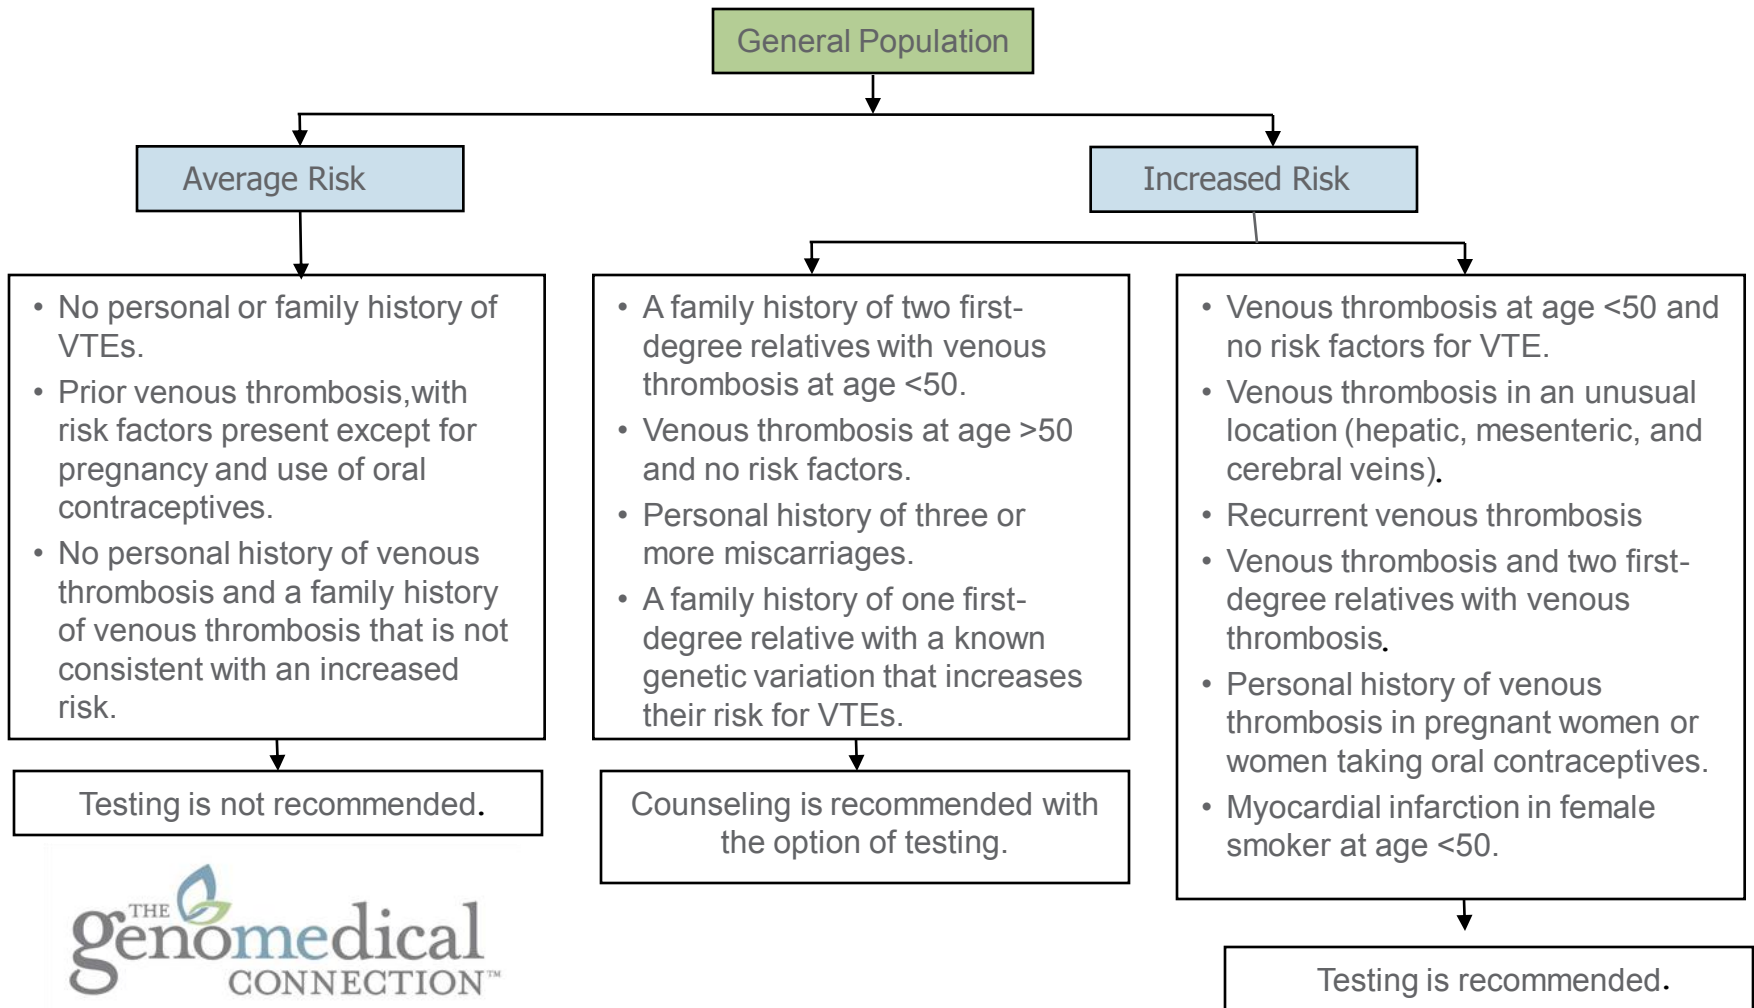 General Population
Average Risk
Increased Risk
• No personal or family history of
VTEs.
• Prior venous thrombosis,with
risk factors present except for
pregnancy and use of oral
contraceptives.
• No personal history of venous
thrombosis and a family history
of venous thrombosis that is not
consistent with an increased
risk.
Testing is not recommended.
• A family history of two first-
degree relatives with venous
thrombosis at age <50.
• Venous thrombosis at age >50
and no risk factors.
• Personal history of three or
more miscarriages.
• A family history of one first-
degree relative with a known
genetic variation that increases
their risk for VTEs.
Counseling is recommended with
the option of testing.
• Venous thrombosis at age <50 and
no risk factors for VTE.
• Venous thrombosis in an unusual
location (hepatic, mesenteric, and
cerebral veins).
• Recurrent venous thrombosis
• Venous thrombosis and two first-
degree relatives with venous
thrombosis.
• Personal history of venous
thrombosis in pregnant women or
women taking oral contraceptives.
• Myocardial infarction in female
smoker at age <50.
Testing is recommended.
THE
genomedical
CONNECTION™